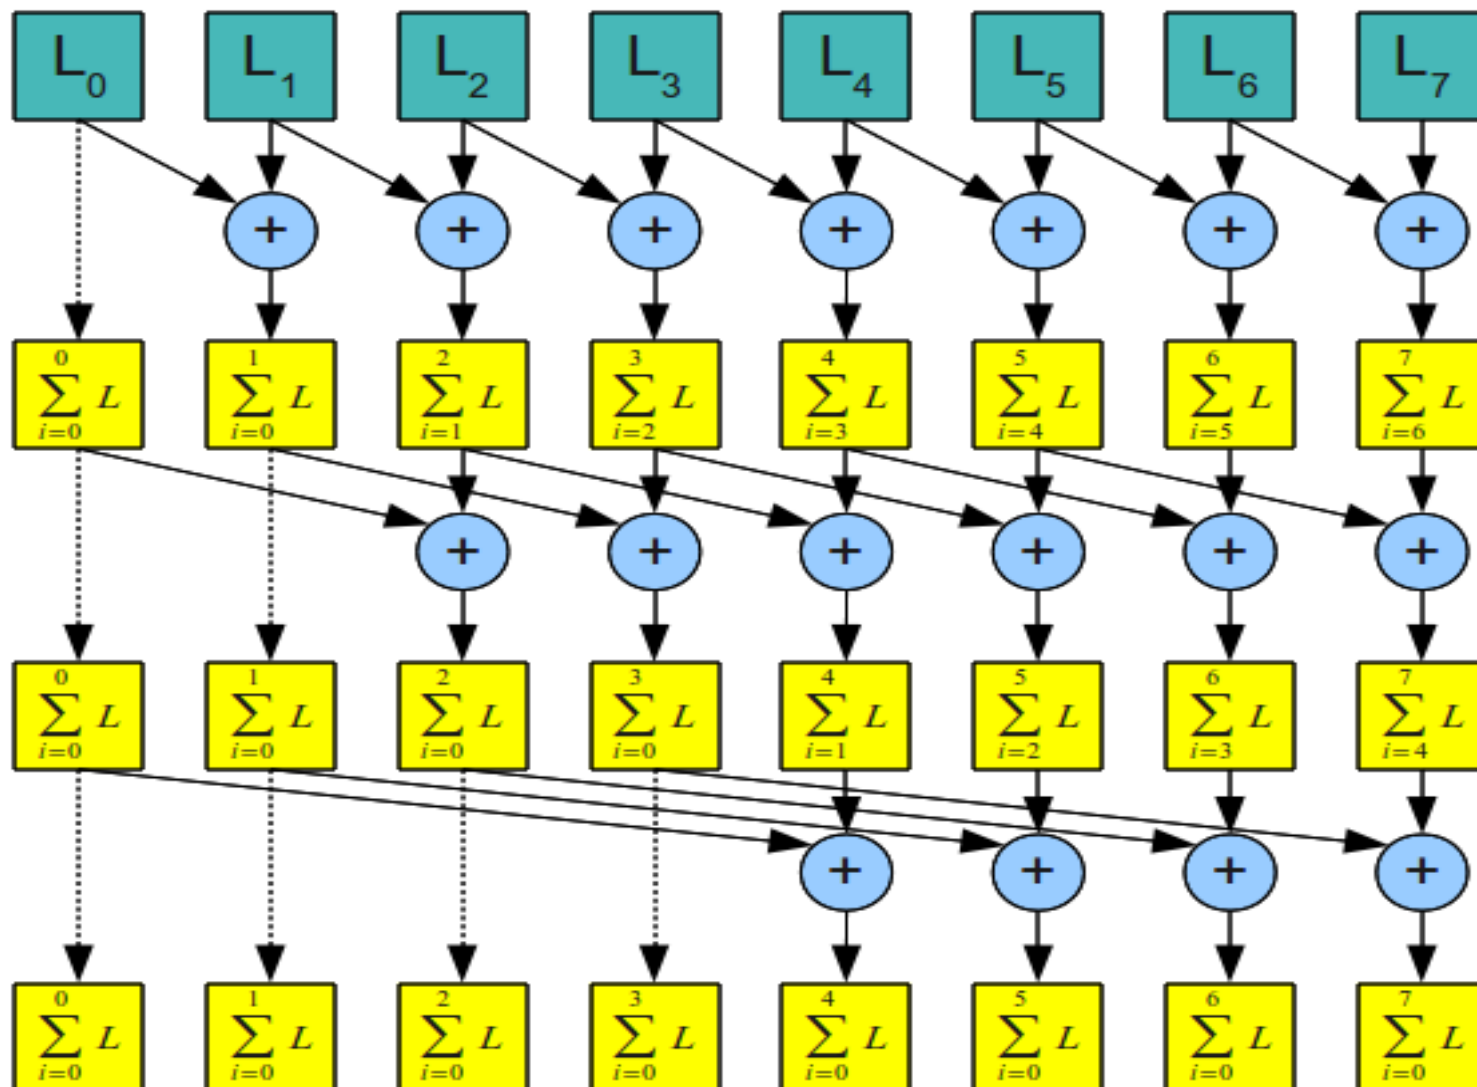 L₀ L₁ L₂ L₃ L₄ L₅ L₆ L₇
+ + + + + + +
0 1 2 3 4 5 6 7
∑ L ∑ L ∑ L ∑ L ∑ L ∑ L ∑ L ∑ L
i=0 i=0 i=1 i=2 i=3 i=4 i=5 i=6
+ + + + + +
0 1 2 3 4 5 6 7
∑ L ∑ L ∑ L ∑ L ∑ L ∑ L ∑ L ∑ L
i=0 i=0 i=0 i=0 i=1 i=2 i=3 i=4
+ + + +
0 1 2 3 4 5 6 7
∑ L ∑ L ∑ L ∑ L ∑ L ∑ L ∑ L ∑ L
i=0 i=0 i=0 i=0 i=0 i=0 i=0 i=0